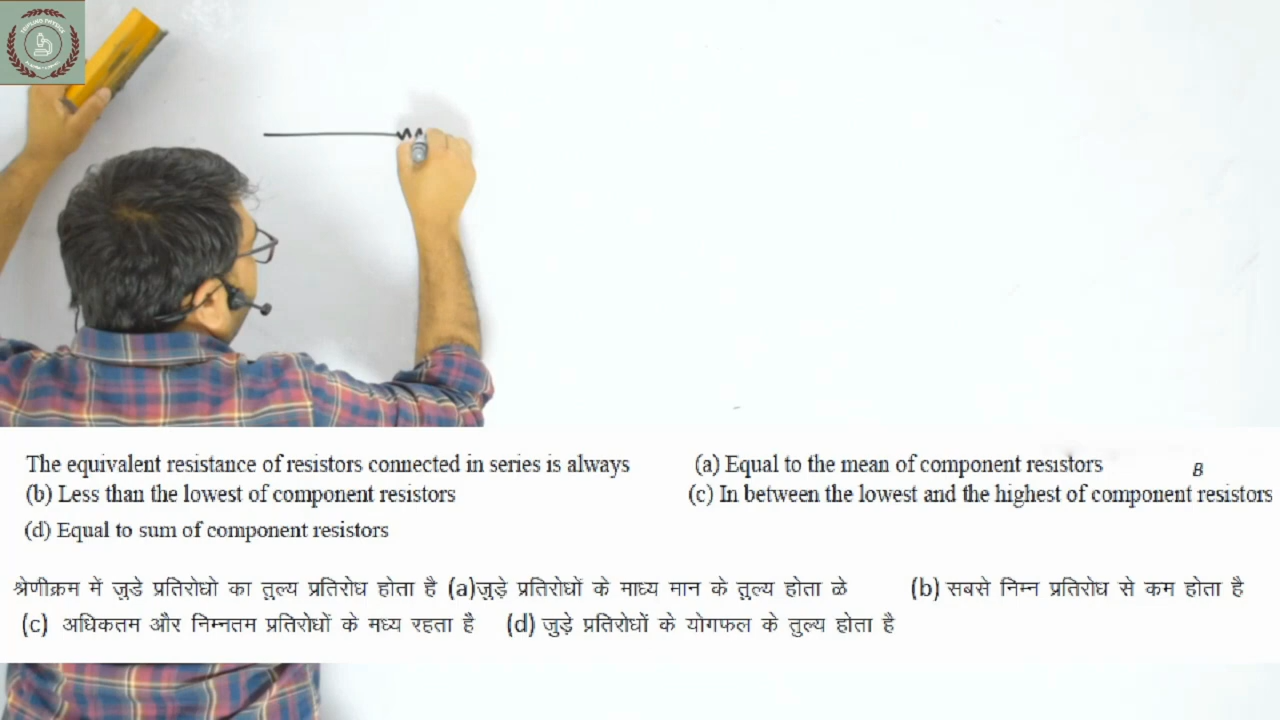 The equivalent resistance of resistors connected in series is always (a) Equal to the mean of component resistors B
(b) Less than the lowest of component resistors (c) In between the lowest and the highest of component resistors
(d) Equal to sum of component resistors
श्रेणीक्रम में जुडे प्रतिरोधो का तुल्य प्रतिरोध होता है (a)जुड़े प्रतिरोधों के माध्य मान के तुल्य होता ळे (b) सबसे निम्न प्रतिरोध से कम होता है
(c) अधिकतम और निम्नतम प्रतिरोधों के मध्य रहता है (d) जुड़े प्रतिरोधों के योगफल के तुल्य होता है